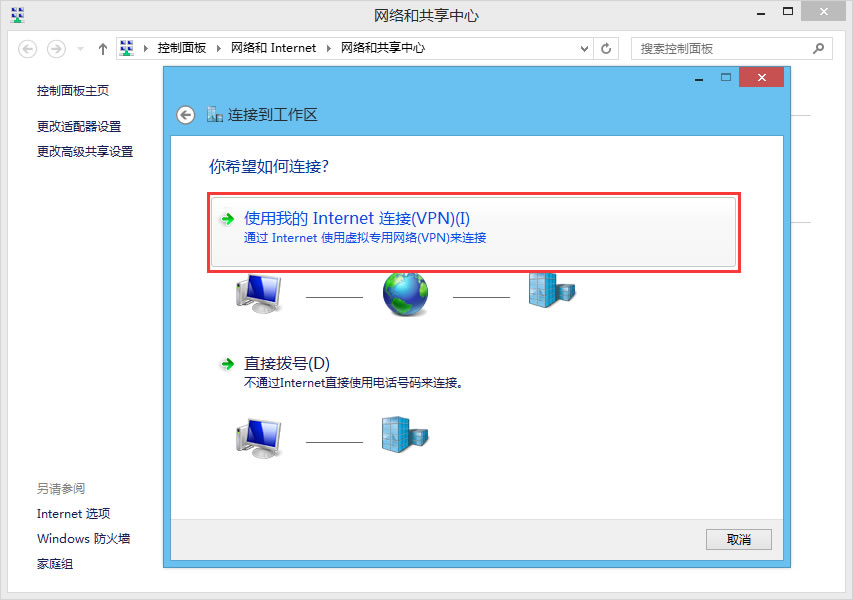 网络和共享中心
控制面板 网络和 Internet 网络和共享中心
搜索控制面板
控制面板主页
更改适配器设置
更改高级共享设置
连接到工作区
你希望如何连接?
使用我的 Internet 连接(VPN)(I)
通过 Internet 使用虚拟专用网络(VPN)来连接
直接拨号(D)
不通过Internet直接使用电话号码来连接。
另请参阅
Internet 选项
Windows 防火墙
家庭组
取消